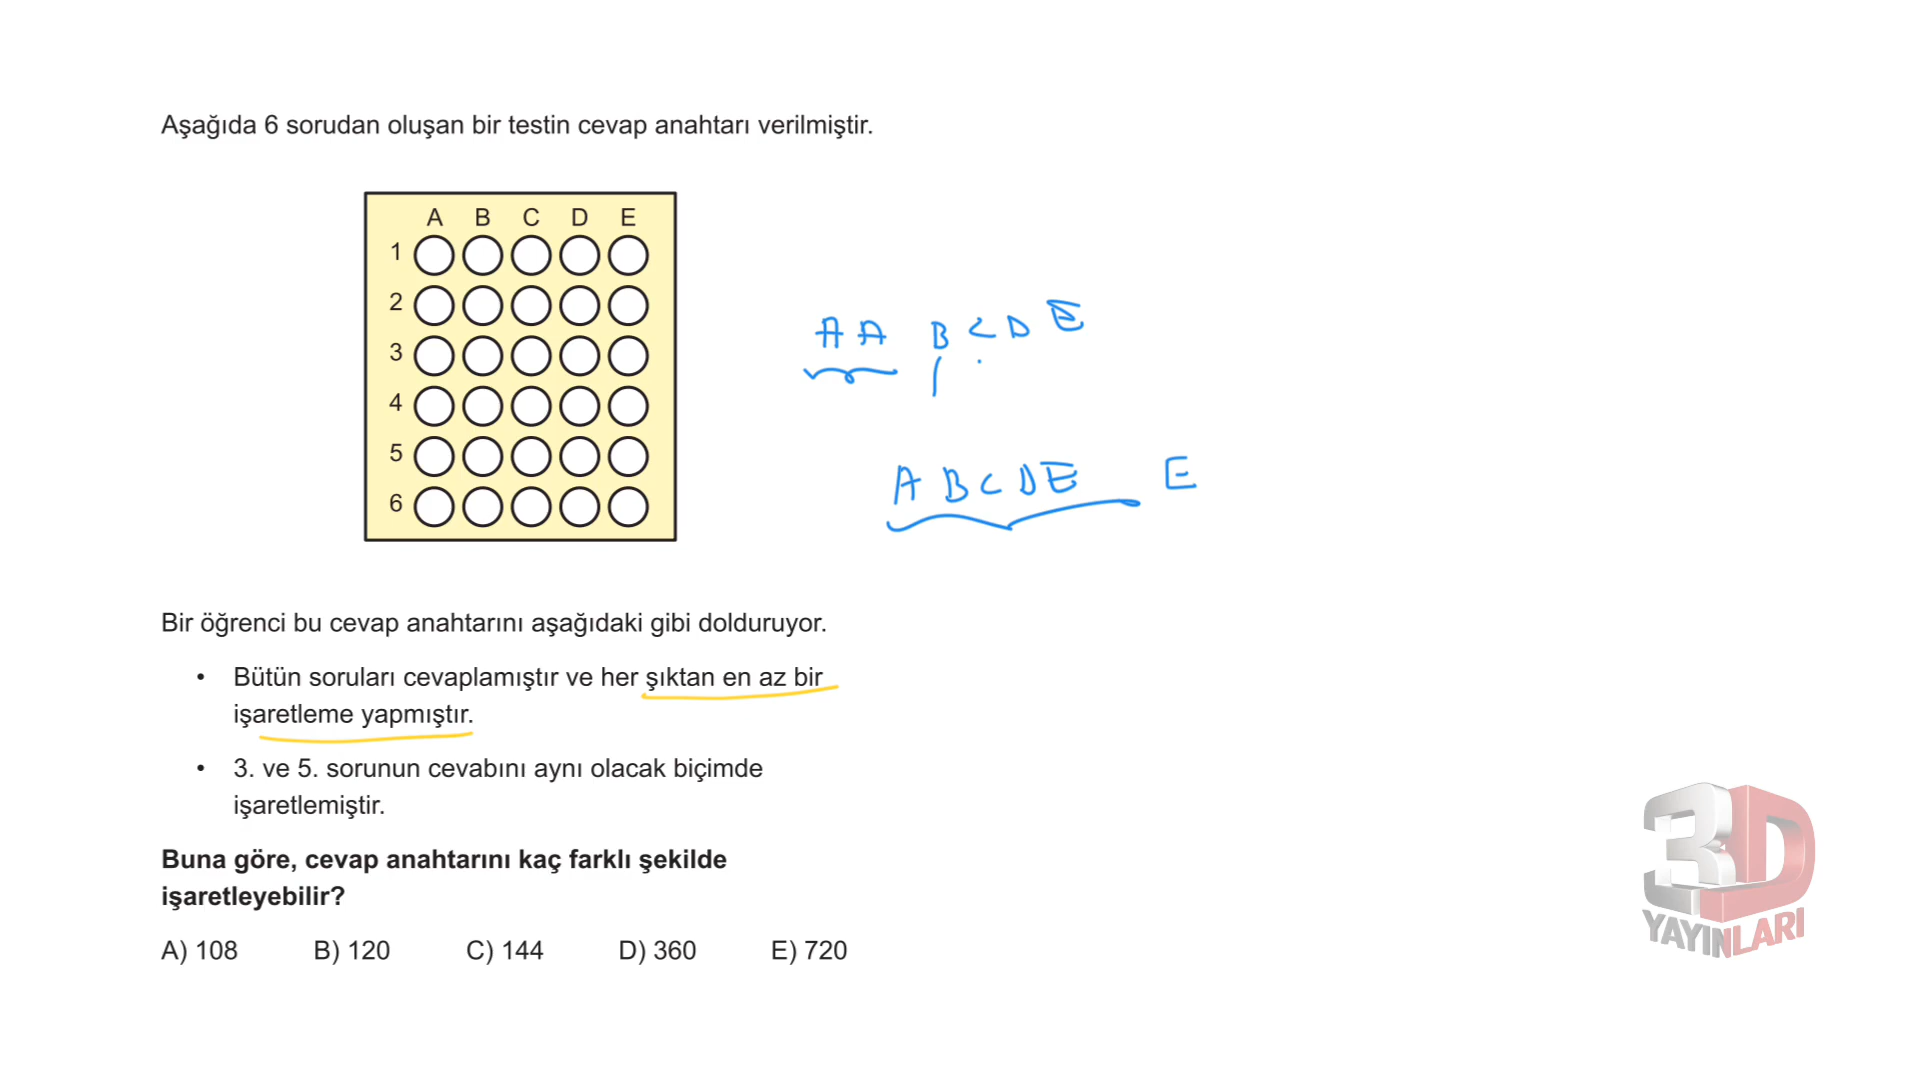 Aşağıda 6 sorudan oluşan bir testin cevap anahtarı verilmiştir.
A B C D E
1
2
3
4
5
6
A A B C D E
A B C D E E
Bir öğrenci bu cevap anahtarını aşağıdaki gibi dolduruyor.
• Bütün soruları cevaplamıştır ve her şıktan en az bir
işaretleme yapmıştır.
• 3. ve 5. sorunun cevabını aynı olacak biçimde
işaretlemiştir.
Buna göre, cevap anahtarını kaç farklı şekilde
işaretleyebilir?
A) 108 B) 120 C) 144 D) 360 E) 720
3D
YAYINLARI